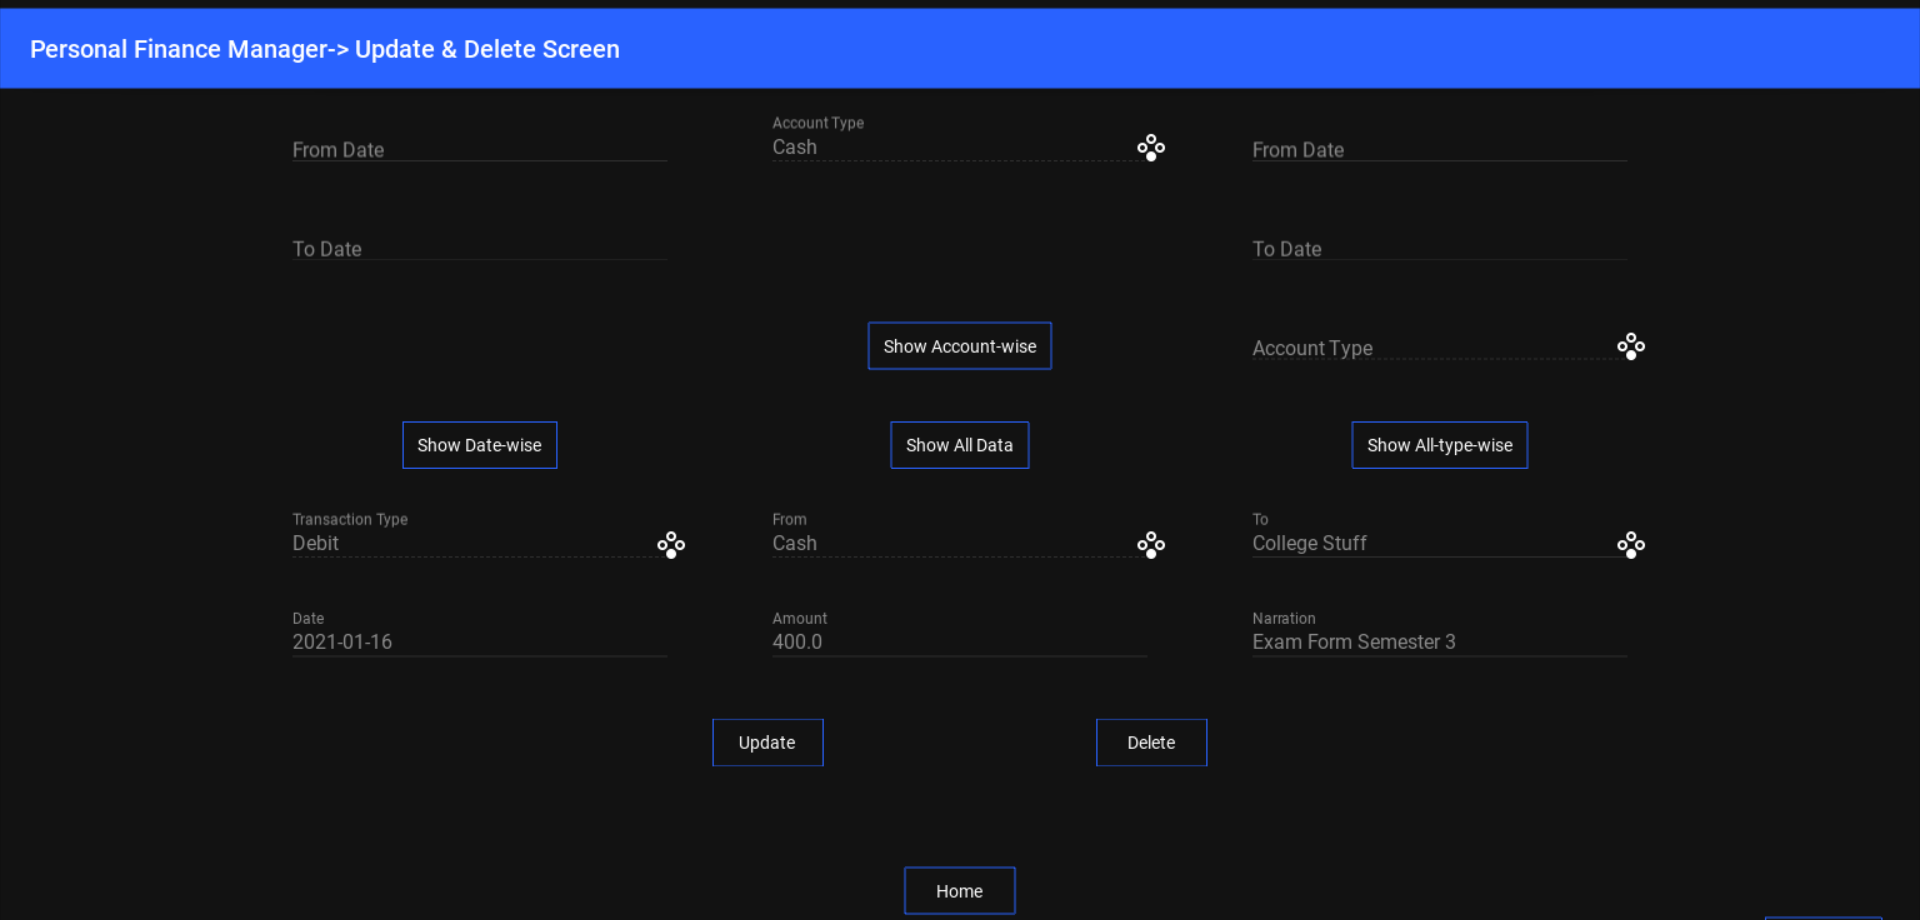 Personal Finance Manager-> Update & Delete Screen
From Date
Account Type
Cash
From Date
To Date
To Date
Show Account-wise
Account Type
Show Date-wise
Show All Data
Show All-type-wise
Transaction Type
Debit
From
Cash
To
College Stuff
Date
2021-01-16
Amount
400.0
Narration
Exam Form Semester 3
Update
Delete
Home